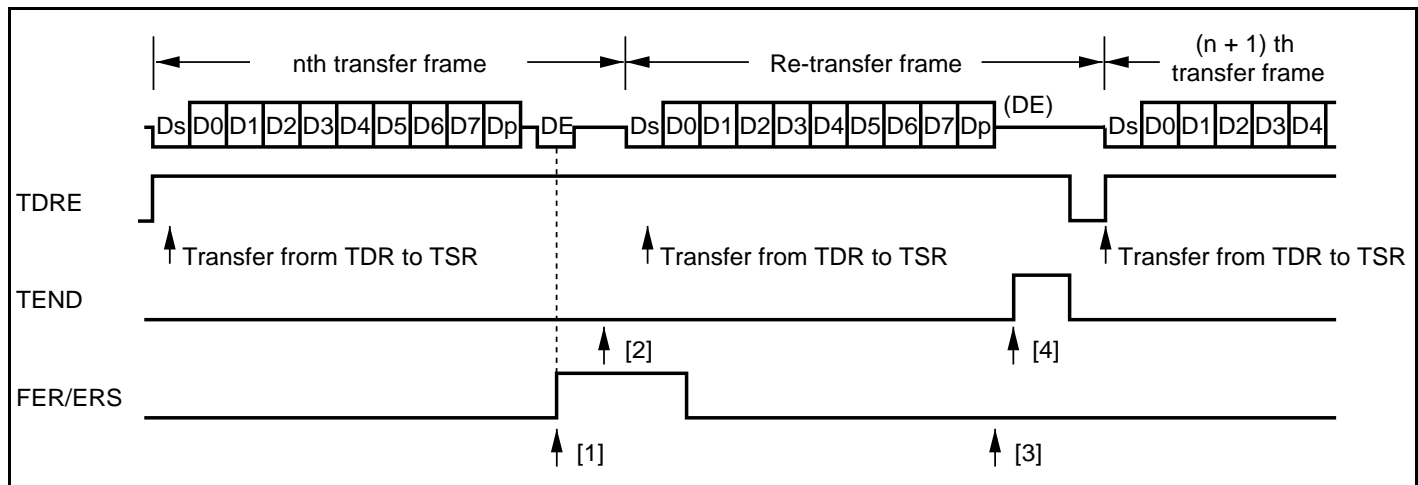 nth transfer frame
Re-transfer frame
(n + 1) th
transfer frame
Ds D0 D1 D2 D3 D4 D5 D6 D7 Dp DE Ds D0 D1 D2 D3 D4 D5 D6 D7 Dp (DE) Ds D0 D1 D2 D3 D4
TDRE
Transfer frorm TDR to TSR
Transfer from TDR to TSR
Transfer from TDR to TSR
TEND
[2]
[4]
FER/ERS
[1]
[3]